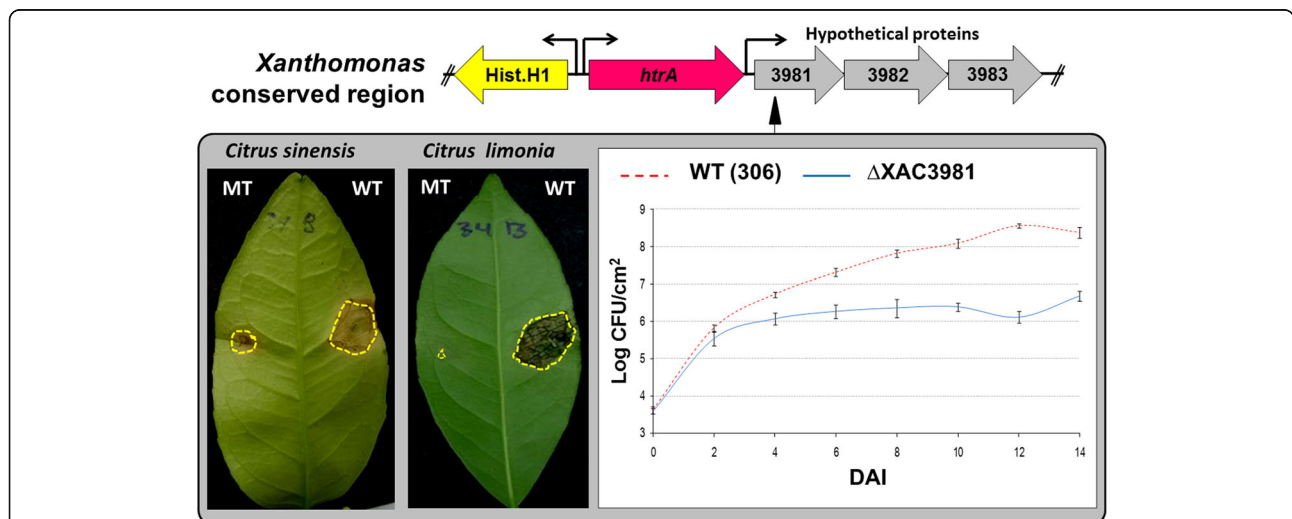 Xanthomonas
conserved region
Hypothetical proteins
Hist.H1
htrA
3981
3982
3983
Citrus sinensis
MT
WT
Citrus limonia
MT
WT
34 B
WT (306)
ΔXAC3981
Log CFU/cm²
9
8
7
6
5
4
3
0
2
4
6
8
10
12
14
DAI